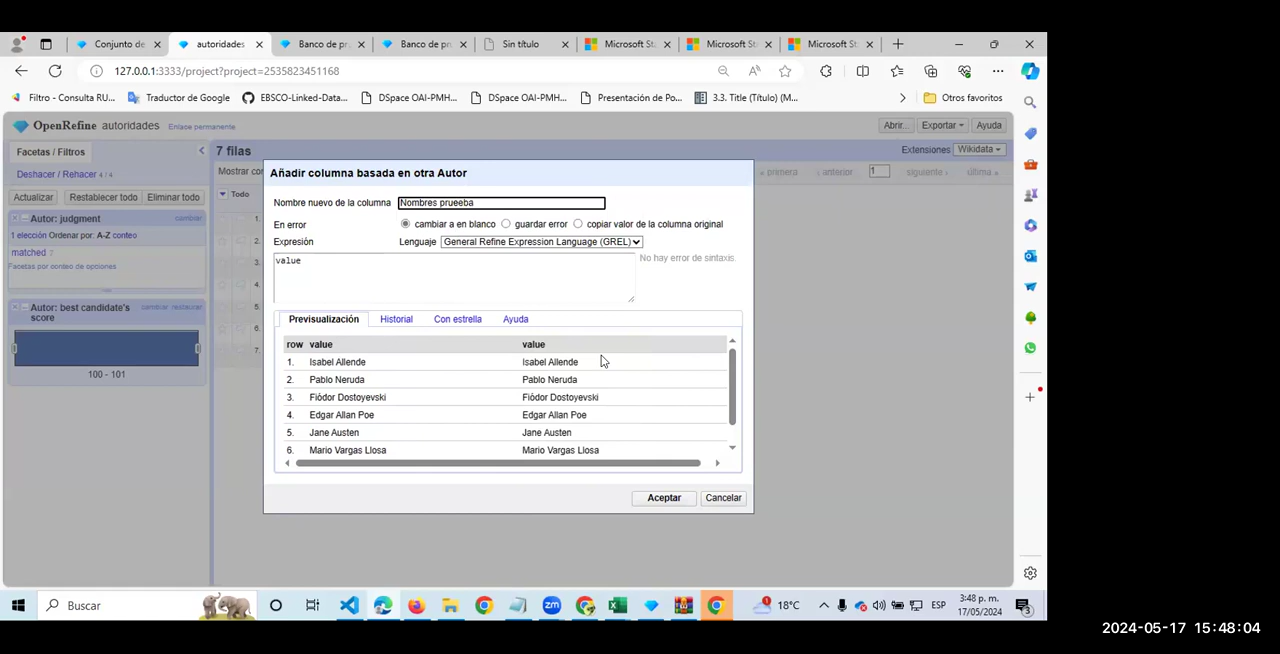 Conjunto de
autoridades
Banco de pr
Banco de pr
Sin título
Microsoft St
Microsoft St
Microsoft St
127.0.0.1:3333/project?project=2535823451168
Filtro - Consulta RU...
Traductor de Google
EBSCO-Linked-Data...
DSpace OAI-PMH...
DSpace OAI-PMH...
Presentación de Po...
3.3. Title (Título) (M...
Otros favoritos
OpenRefine autoridades Enlace permanente
Abrir... Exportar Ayuda
Facetas / Filtros
7 filas
Extensiones Wikidata
Deshacer / Rehacer 4 / 4
Mostrar co
« primera ‹ anterior 1 siguiente › última »
Actualizar Restablecer todo Eliminar todo
Todo
Autor: judgment cambiar
1 elección Ordenar por: A-Z conteo
matched 7
Facetas por conteo de opciones
Autor: best candidate's score cambiar restaurar
100 - 101
1.
2.
3.
4.
5.
6.
7.
Añadir columna basada en otra Autor
Nombre nuevo de la columna Nombres prueeba
En error cambiar a en blanco guardar error copiar valor de la columna original
Expresión Lenguaje General Refine Expression Language (GREL)
value
No hay error de sintaxis.
Previsualización Historial Con estrella Ayuda
row value value
1. Isabel Allende Isabel Allende
2. Pablo Neruda Pablo Neruda
3. Fiódor Dostoyevski Fiódor Dostoyevski
4. Edgar Allan Poe Edgar Allan Poe
5. Jane Austen Jane Austen
6. Mario Vargas Llosa Mario Vargas Llosa
Aceptar Cancelar
Buscar
18°C
ESP
3:48 p. m.
17/05/2024
3
2024-05-17 15:48:04